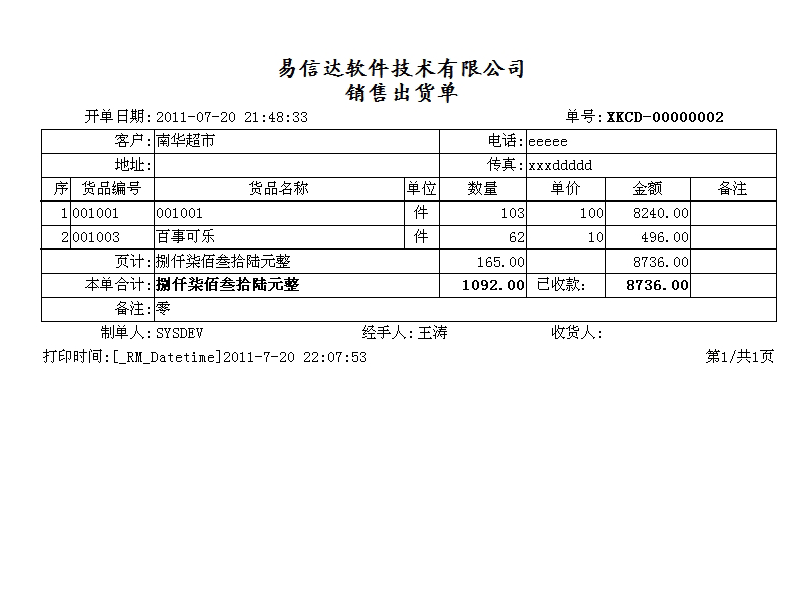 易信达软件技术有限公司
销售出货单
开单日期: 2011-07-20 21:48:33 单号: XKCD-00000002
客户: 南华超市 电话: eeeee
地址: 传真: xxxddddd
序 货品编号 货品名称 单位 数量 单价 金额 备注
1 001001 001001 件 103 100 8240.00
2 001003 百事可乐 件 62 10 496.00
页计: 捌仟柒佰叁拾陆元整 165.00 8736.00
本单合计: 捌仟柒佰叁拾陆元整 1092.00 已收款: 8736.00
备注: 零
制单人: SYSDEV 经手人: 王涛 收货人:
打印时间:[_RM_Datetime]2011-7-20 22:07:53 第1/共1页